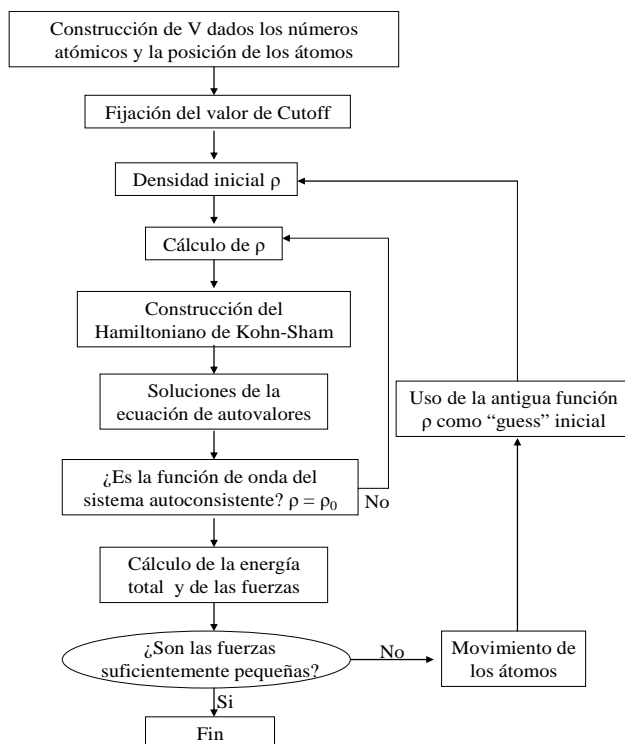 Construcción de V dados los números
atómicos y la posición de los átomos
Fijación del valor de Cutoff
Densidad inicial ρ
Cálculo de ρ
Construcción del
Hamiltoniano de Kohn-Sham
Soluciones de la
ecuación de autovalores
Uso de la antigua función
ρ como “guess” inicial
¿Es la función de onda del
sistema autoconsistente? ρ = ρ₀
No
Cálculo de la energía
total y de las fuerzas
¿Son las fuerzas
suficientemente pequeñas?
No
Movimiento de
los átomos
Si
Fin